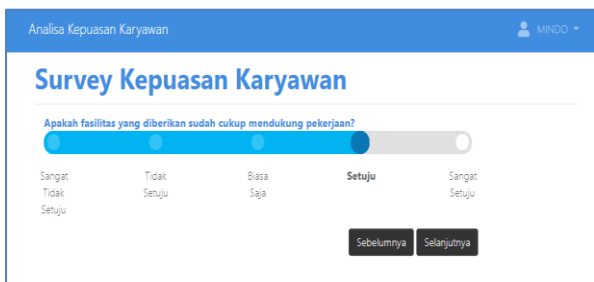 Analisa Kepuasan Karyawan
MINDO
Survey Kepuasan Karyawan
Apakah fasilitas yang diberikan sudah cukup mendukung pekerjaan?
Sangat Tidak Setuju
Tidak Setuju
Biasa Saja
Setuju
Sangat Setuju
Sebelumnya
Selanjutnya